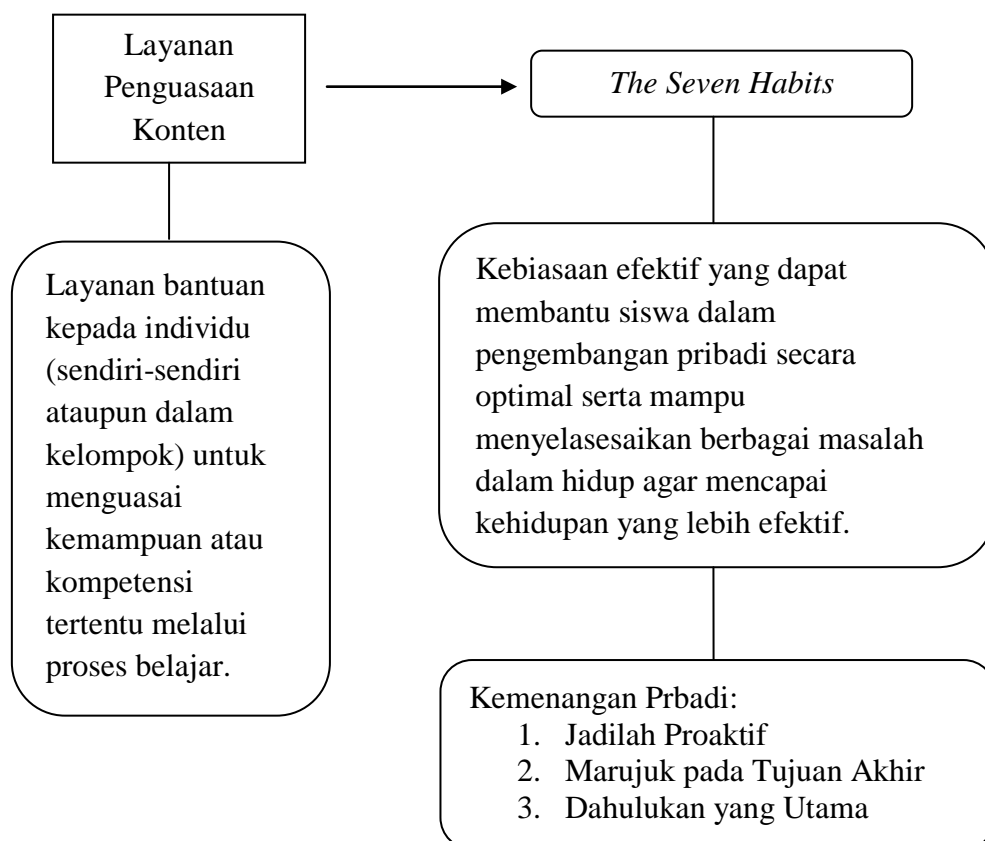 Layanan
Penguasaan
Konten
The Seven Habits
Layanan bantuan
kepada individu
(sendiri-sendiri
ataupun dalam
kelompok) untuk
menguasai
kemampuan atau
kompetensi
tertentu melalui
proses belajar.
Kebiasaan efektif yang dapat
membantu siswa dalam
pengembangan pribadi secara
optimal serta mampu
menyelasesaikan berbagai masalah
dalam hidup agar mencapai
kehidupan yang lebih efektif.
Kemenangan Prbadi:
1. Jadilah Proaktif
2. Marujuk pada Tujuan Akhir
3. Dahulukan yang Utama